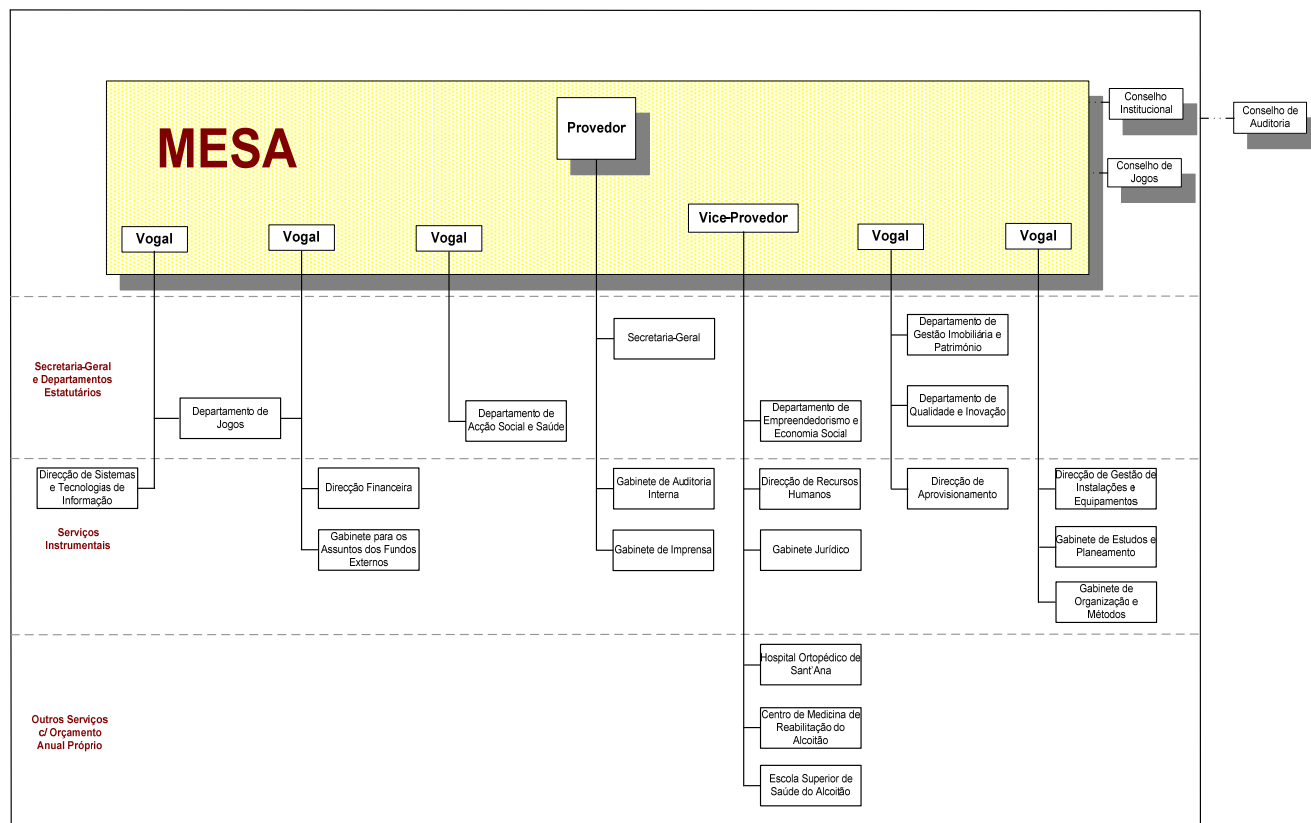 MESA
Provedor
Conselho
Institucional
Conselho de
Auditoria
Conselho de
Jogos
Vice-Provedor
Vogal
Vogal
Vogal
Vogal
Vogal
Secretaria-Geral
e Departamentos
Estatutários
Secretaria-Geral
Departamento de
Gestão Imobiliária e
Património
Departamento de
Jogos
Departamento de
Acção Social e Saúde
Departamento de
Empreendedorismo e
Economia Social
Departamento de
Qualidade e Inovação
Serviços
Instrumentais
Direcção de Sistemas
e Tecnologias de
Informação
Direcção Financeira
Gabinete de Auditoria
Interna
Direcção de Recursos
Humanos
Direcção de
Aprovisionamento
Direcção de Gestão de
Instalações e
Equipamentos
Gabinete para os
Assuntos dos Fundos
Externos
Gabinete de Imprensa
Gabinete Jurídico
Gabinete de Estudos e
Planeamento
Gabinete de
Organização e
Métodos
Outros Serviços
c/ Orçamento
Anual Próprio
Hospital Ortopédico de
Sant'Ana
Centro de Medicina de
Reabilitação do
Alcoitão
Escola Superior de
Saúde do Alcoitão